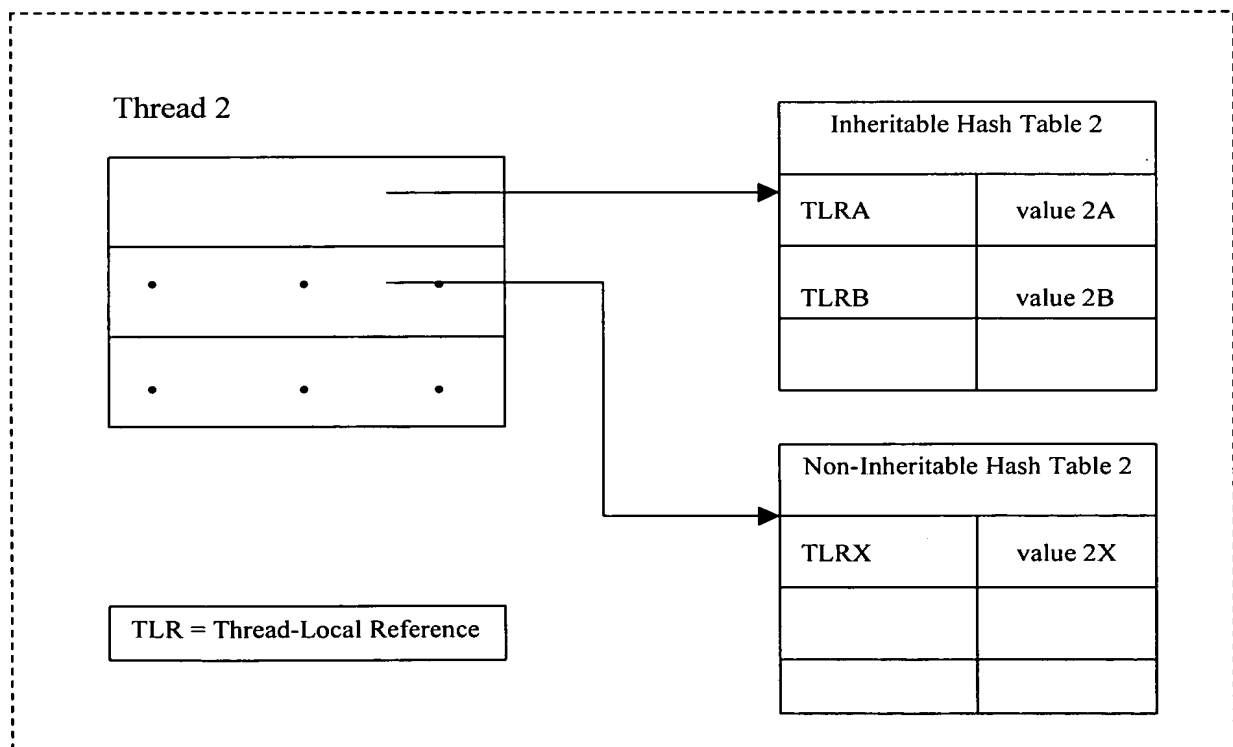 Thread 2
Inheritable Hash Table 2
TLRA value 2A
TLRB value 2B
Non-Inheritable Hash Table 2
TLRX value 2X
TLR = Thread-Local Reference